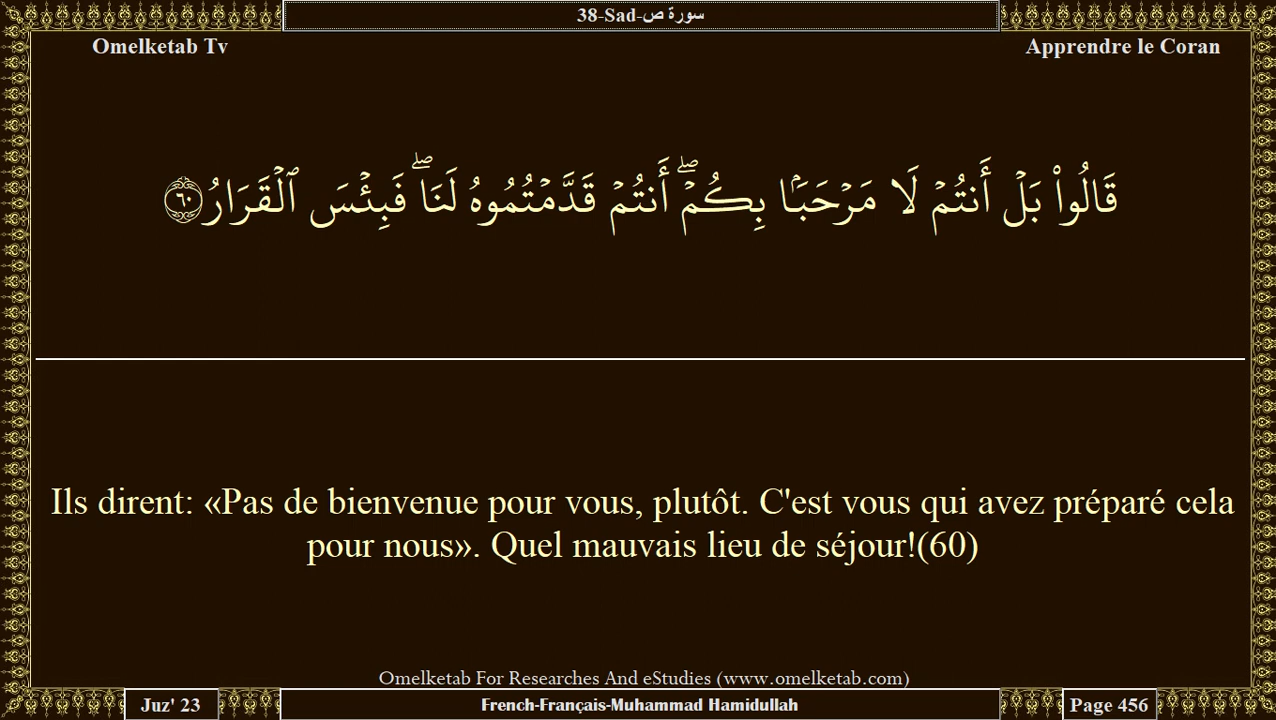 38-Sad-سورة ص
Omelketab Tv
Apprendre le Coran
قَالُوا۟ بَلْ أَنتُمْ لَا مَرْحَبًۢا بِكُمْ ۖ أَنتُمْ قَدَّمْتُمُوهُ لَنَا ۖ فَبِئْسَ ٱلْقَرَارُ ٦٠
Ils dirent: «Pas de bienvenue pour vous, plutôt. C'est vous qui avez préparé cela
pour nous». Quel mauvais lieu de séjour!(60)
Omelketab For Researches And eStudies (www.omelketab.com)
Juz' 23
French-Français-Muhammad Hamidullah
Page 456